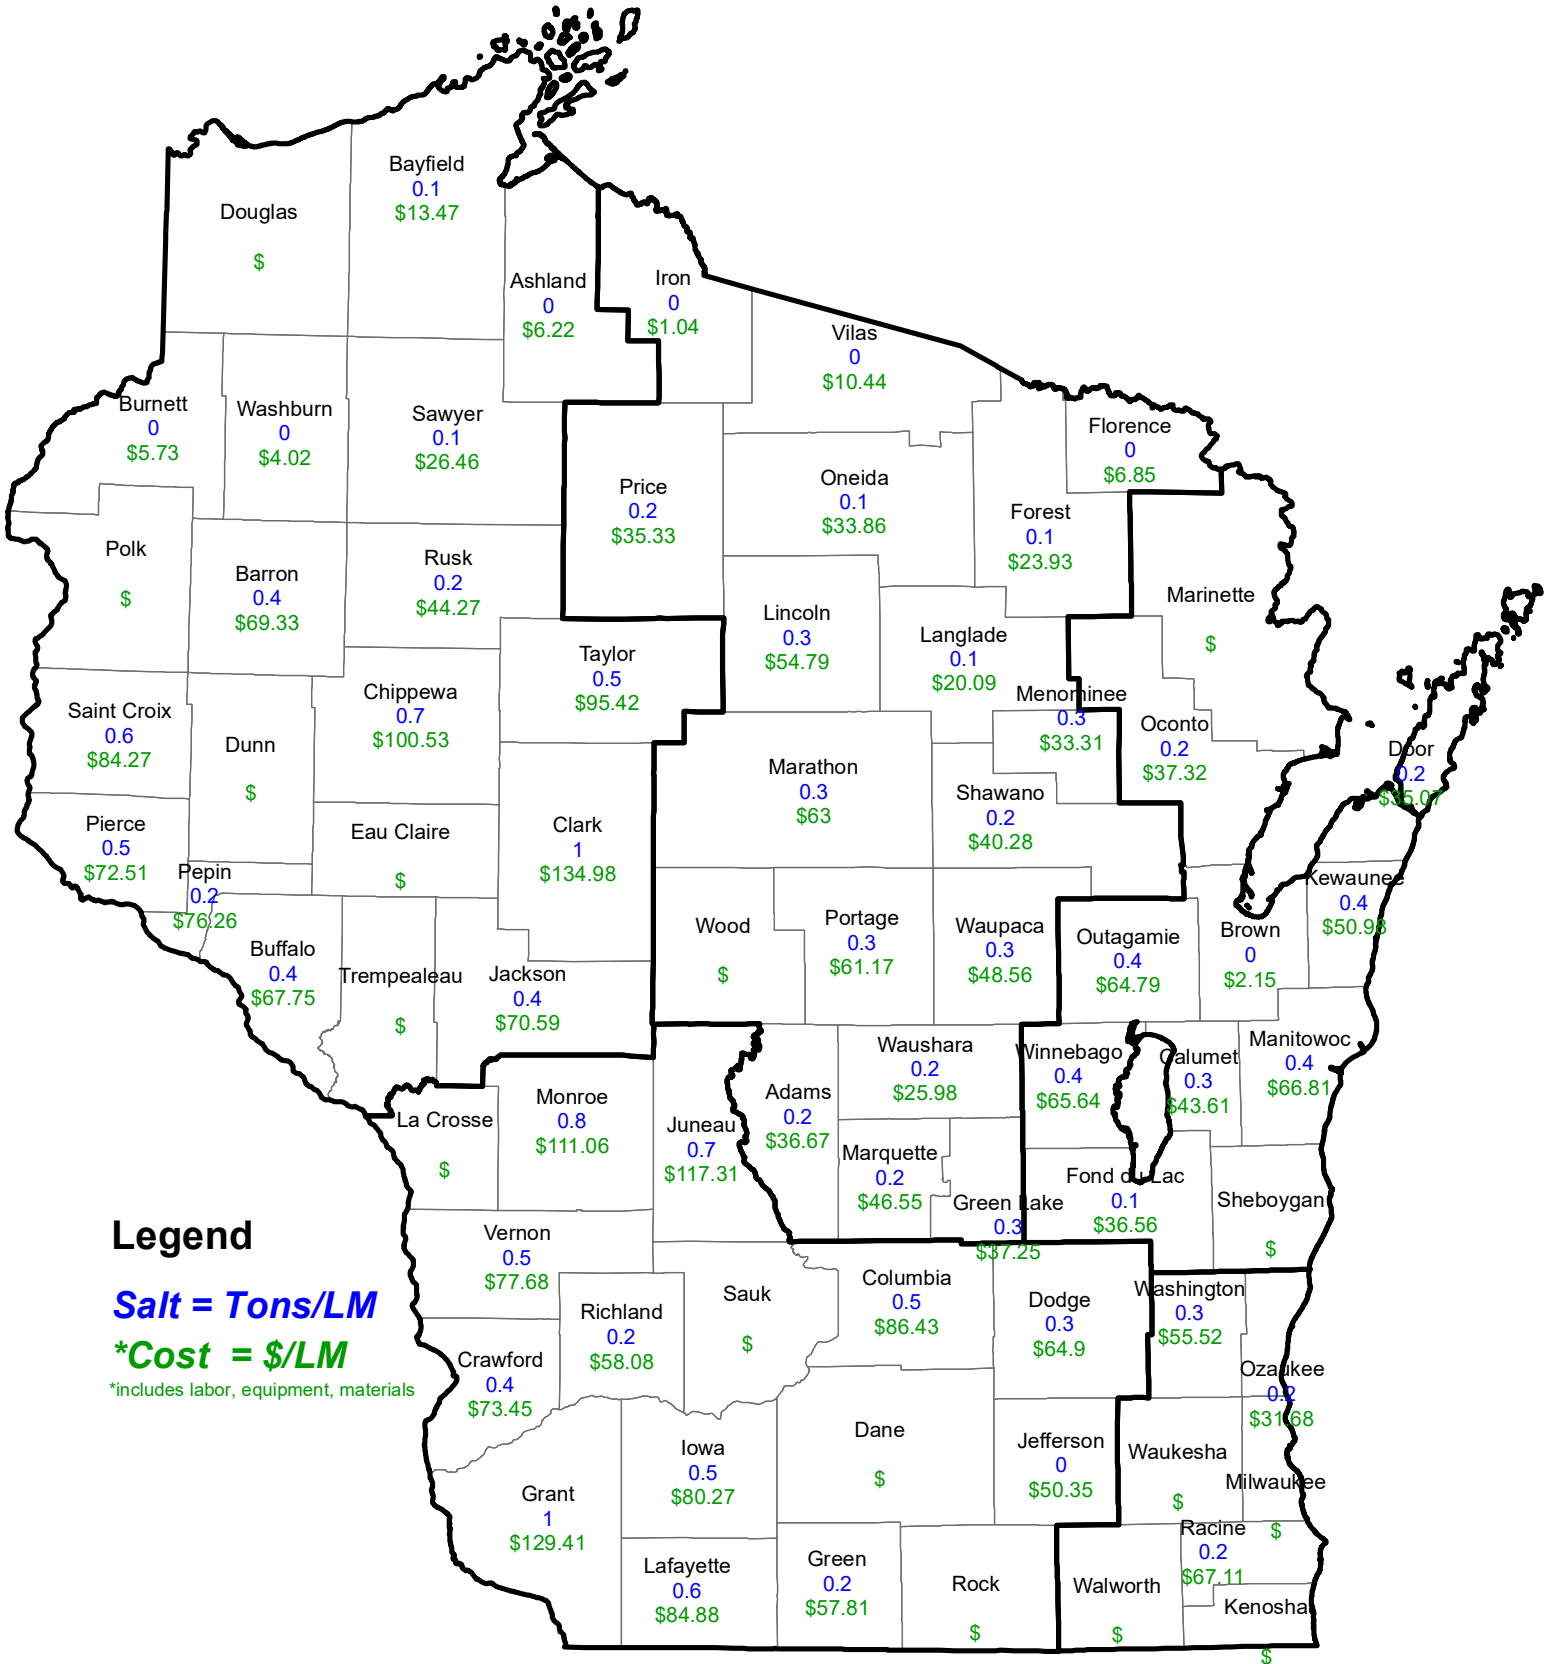 Bayfield
0.1
$13.47
Douglas
$
Ashland
0
$6.22
Iron
0
$1.04
Vilas
0
$10.44
Burnett
0
$5.73
Washburn
0
$4.02
Sawyer
0.1
$26.46
Florence
0
$6.85
Price
0.2
$35.33
Oneida
0.1
$33.86
Forest
0.1
$23.93
Polk
$
Barron
0.4
$69.33
Rusk
0.2
$44.27
Marinette
$
Lincoln
0.3
$54.79
Langlade
0.1
$20.09
Taylor
0.5
$95.42
Chippewa
0.7
$100.53
Menominee
0.3
$33.31
Saint Croix
0.6
$84.27
Dunn
$
Oconto
0.2
$37.32
Door
0.2
$35.07
Marathon
0.3
$63
Shawano
0.2
$40.28
Pierce
0.5
$72.51
Eau Claire
$
Clark
1
$134.98
Pepin
0.2
$76.26
Kewaunee
0.4
$50.98
Wood
$
Portage
0.3
$61.17
Waupaca
0.3
$48.56
Outagamie
0.4
$64.79
Brown
0
$2.15
Buffalo
0.4
$67.75
Trempealeau
$
Jackson
0.4
$70.59
Waushara
0.2
$25.98
Winnebago
0.4
$65.64
Calumet
0.3
$43.61
Manitowoc
0.4
$66.81
Monroe
0.8
$111.06
Adams
0.2
$36.67
La Crosse
$
Juneau
0.7
$117.31
Marquette
0.2
$46.55
Green Lake
0.3
$37.25
Fond du Lac
0.1
$36.56
Sheboygan
$
Legend
Salt = Tons/LM
*Cost = $/LM
*includes labor, equipment, materials
Vernon
0.5
$77.68
Richland
0.2
$58.08
Sauk
$
Columbia
0.5
$86.43
Dodge
0.3
$64.9
Washington
0.3
$55.52
Crawford
0.4
$73.45
Ozaukee
0.2
$31.68
Iowa
0.5
$80.27
Dane
$
Jefferson
0
$50.35
Waukesha
$
Milwaukee
$
Grant
1
$129.41
Racine
0.2
$67.11
Lafayette
0.6
$84.88
Green
0.2
$57.81
Rock
$
Walworth
$
Kenosha
$